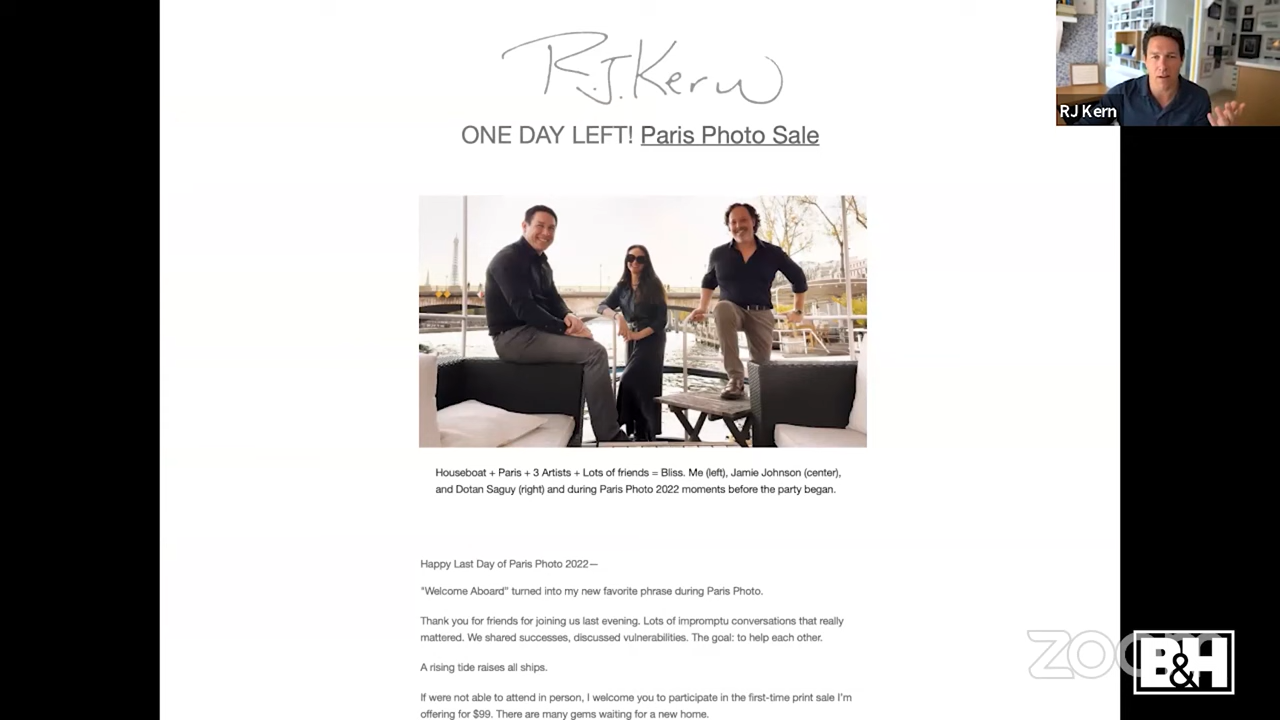 R.J.Kern
ONE DAY LEFT! Paris Photo Sale
RJ Kern
Houseboat + Paris + 3 Artists + Lots of friends = Bliss. Me (left), Jamie Johnson (center),
and Dotan Saguy (right) and during Paris Photo 2022 moments before the party began.
Happy Last Day of Paris Photo 2022—
"Welcome Aboard" turned into my new favorite phrase during Paris Photo.
Thank you for friends for joining us last evening. Lots of impromptu conversations that really
mattered. We shared successes, discussed vulnerabilities. The goal: to help each other.
A rising tide raises all ships.
If were not able to attend in person, I welcome you to participate in the first-time print sale I'm
offering for $99. There are many gems waiting for a new home.
zoom
B&H